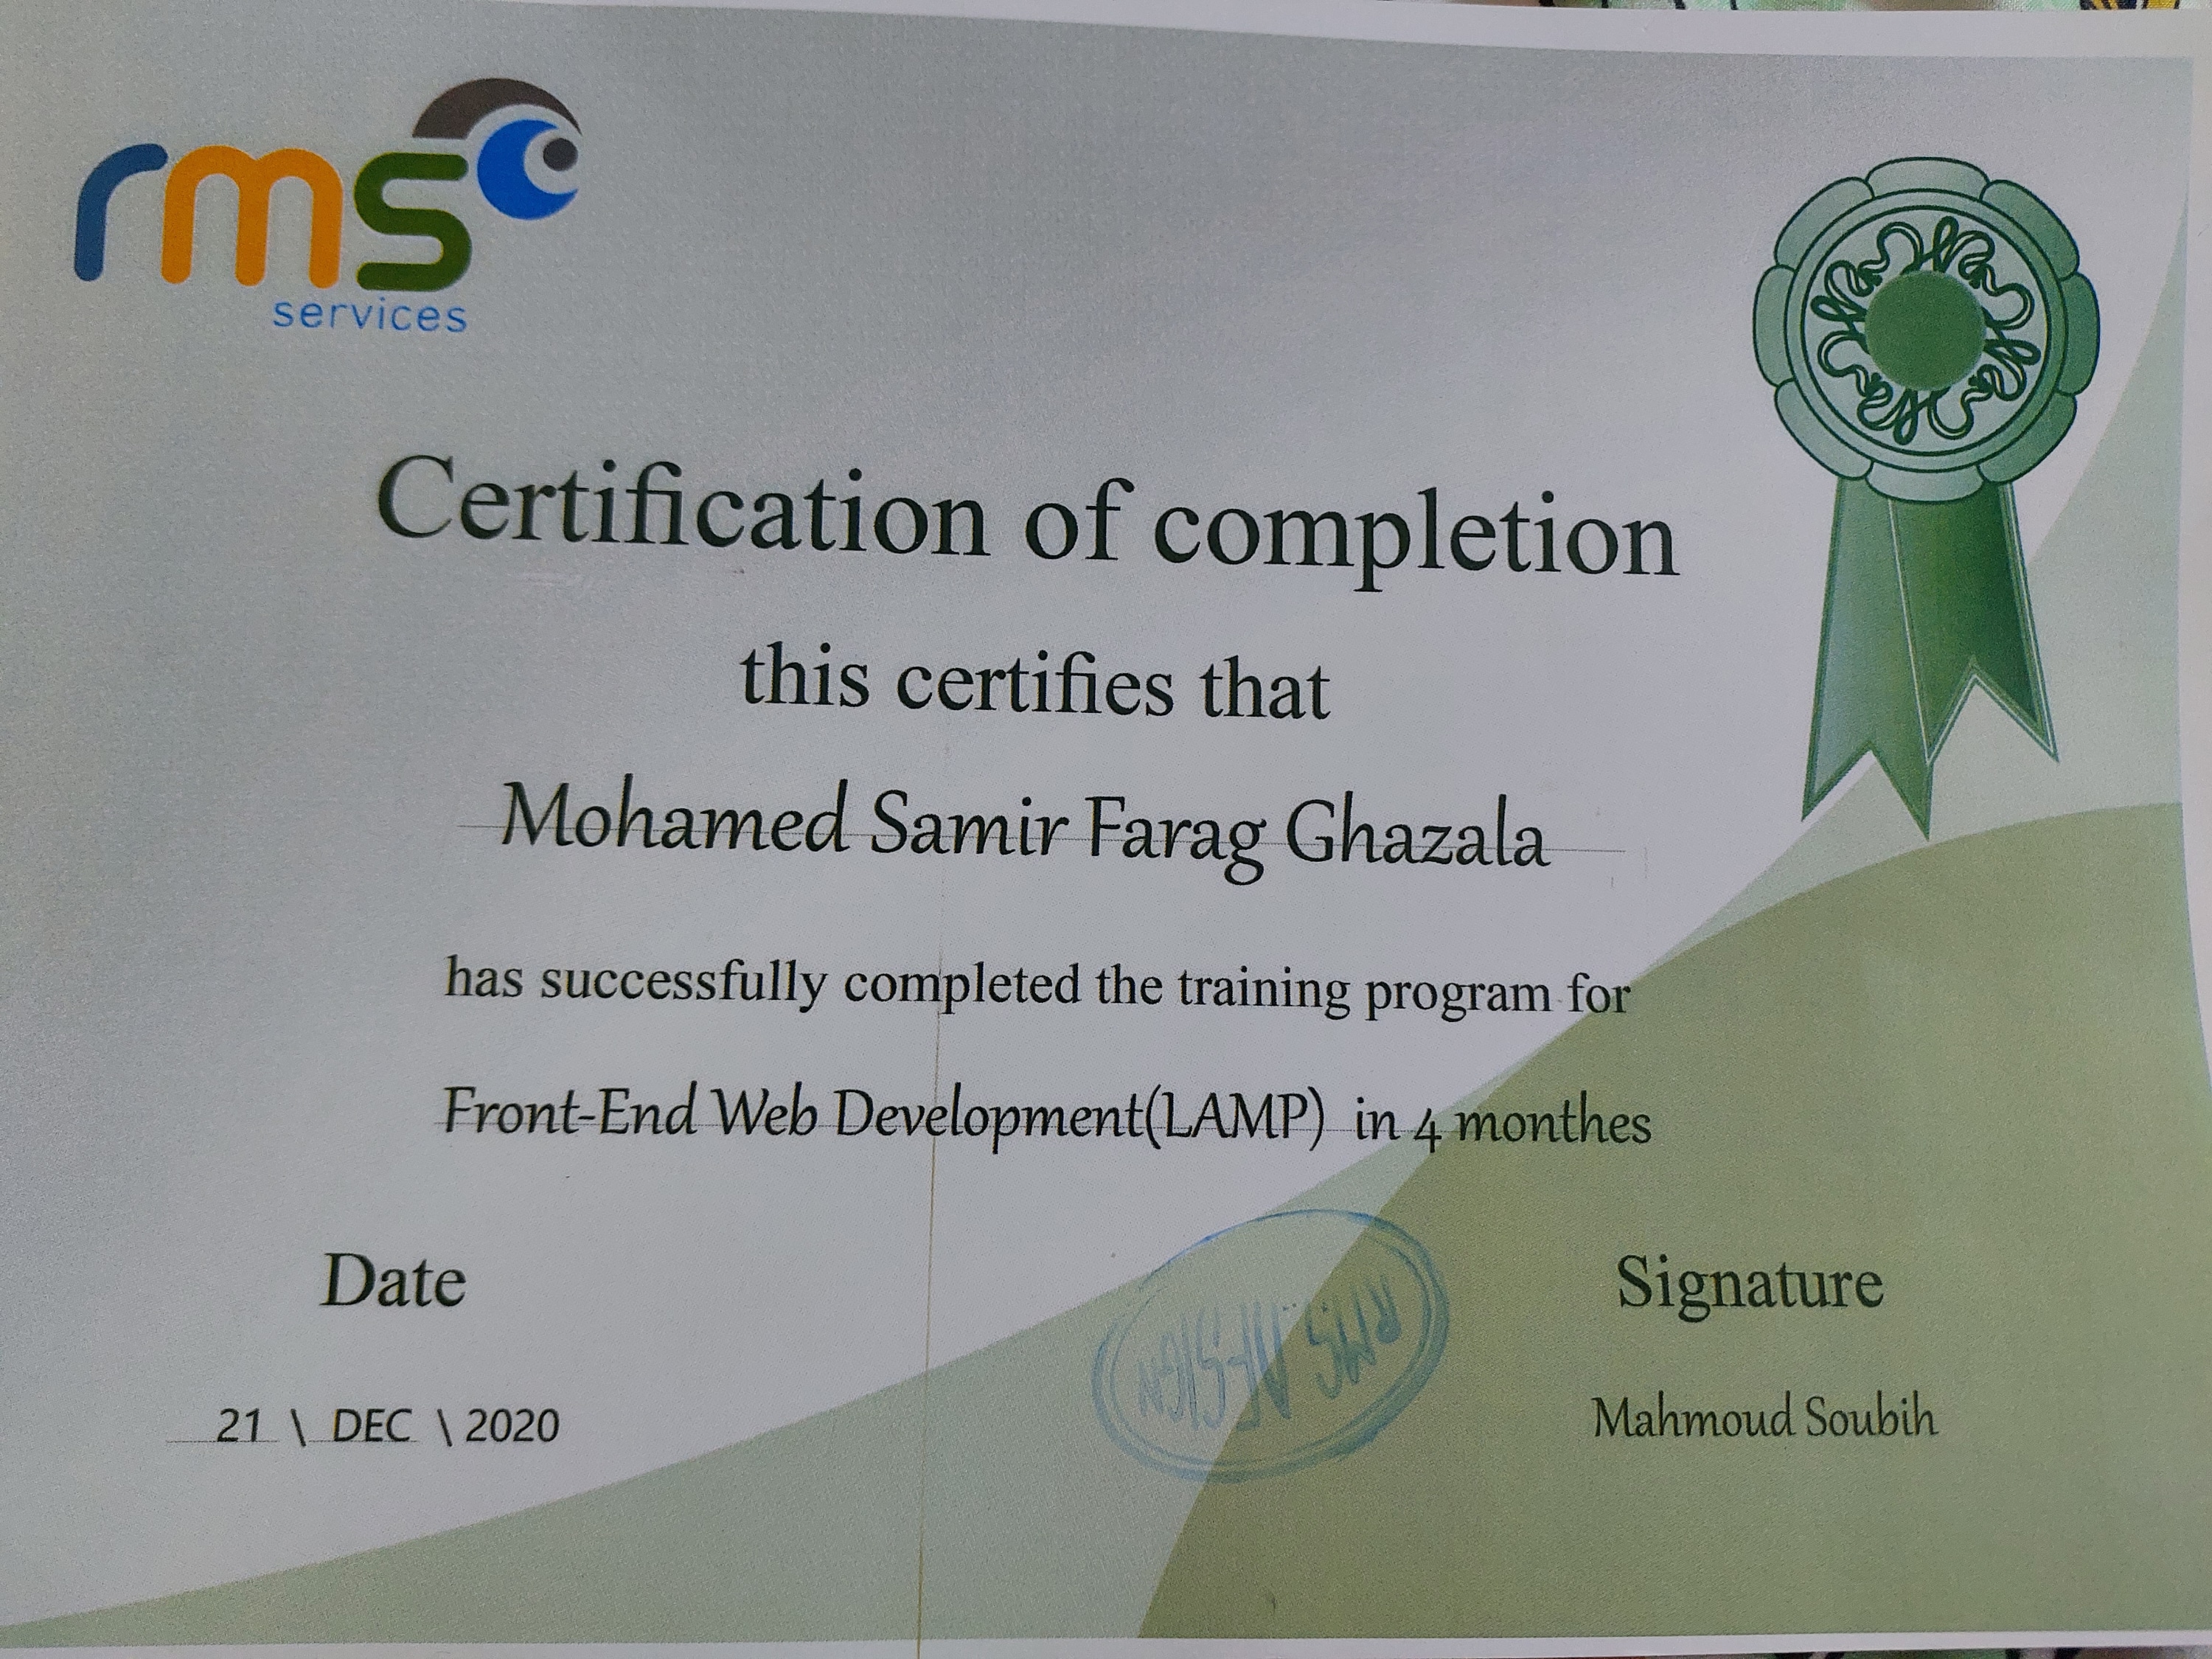 rms
services
Certification of completion
this certifies that
Mohamed Samir Farag Ghazala
has successfully completed the training program for
Front-End Web Development(LAMP) in 4 monthes
Date
Signature
RMS DESIGN
21 \ DEC \ 2020
Mahmoud Soubih